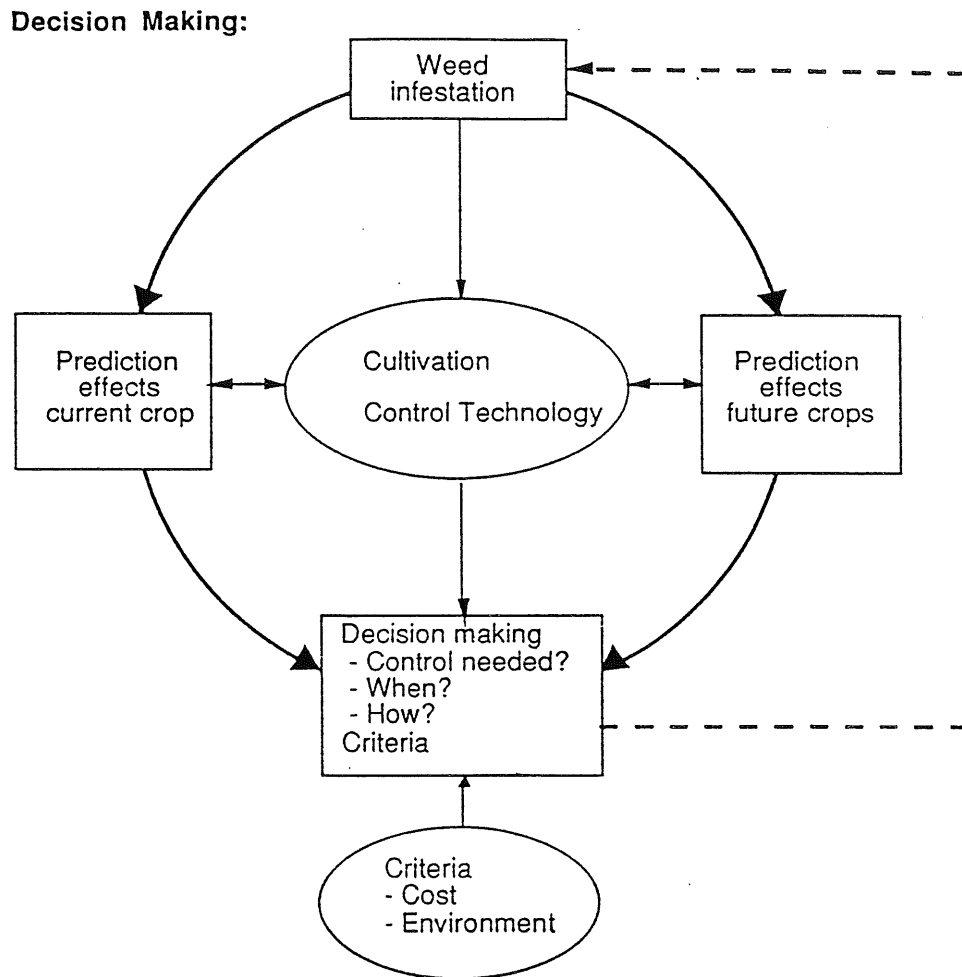 Decision Making:
Weed
infestation
Prediction
effects
current crop
Cultivation
Control Technology
Prediction
effects
future crops
Decision making
- Control needed?
- When?
- How?
Criteria
Criteria
- Cost
- Environment